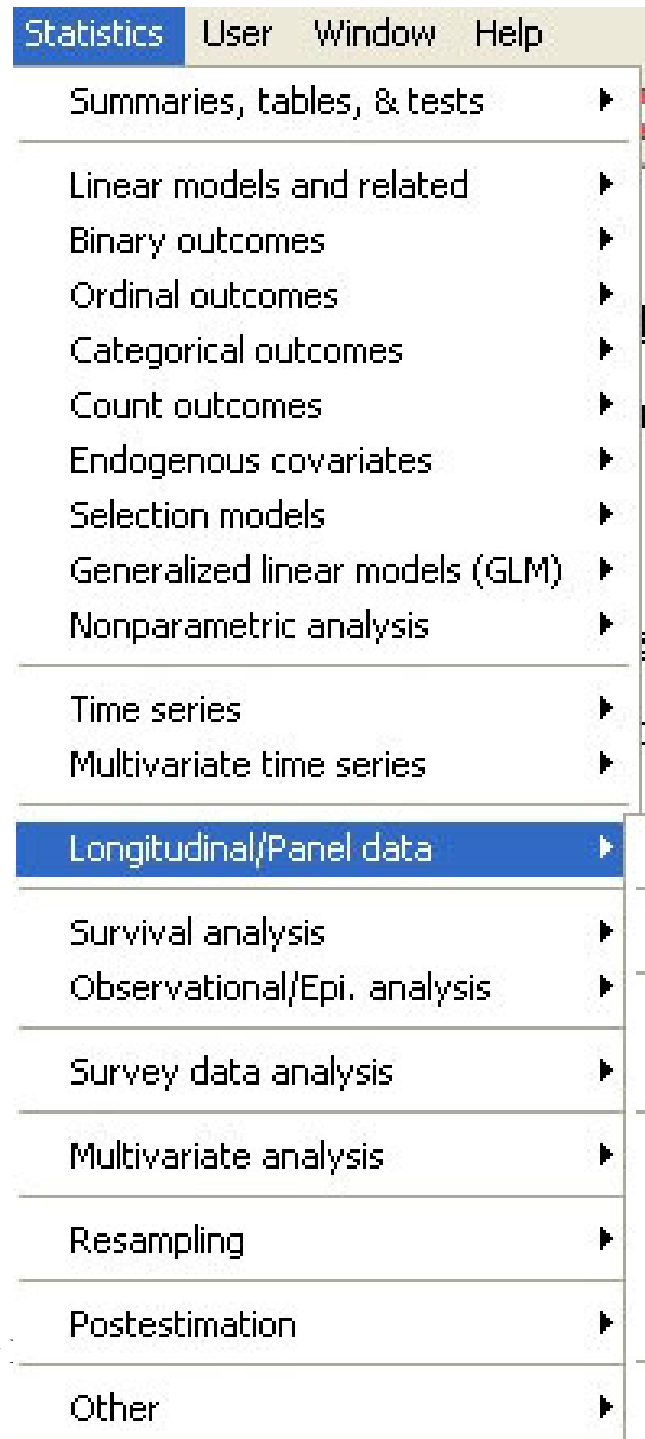 Statistics User Window Help
Summaries, tables, & tests
Linear models and related
Binary outcomes
Ordinal outcomes
Categorical outcomes
Count outcomes
Endogenous covariates
Selection models
Generalized linear models (GLM)
Nonparametric analysis
Time series
Multivariate time series
Longitudinal/Panel data
Survival analysis
Observational/Epi. analysis
Survey data analysis
Multivariate analysis
Resampling
Postestimation
Other